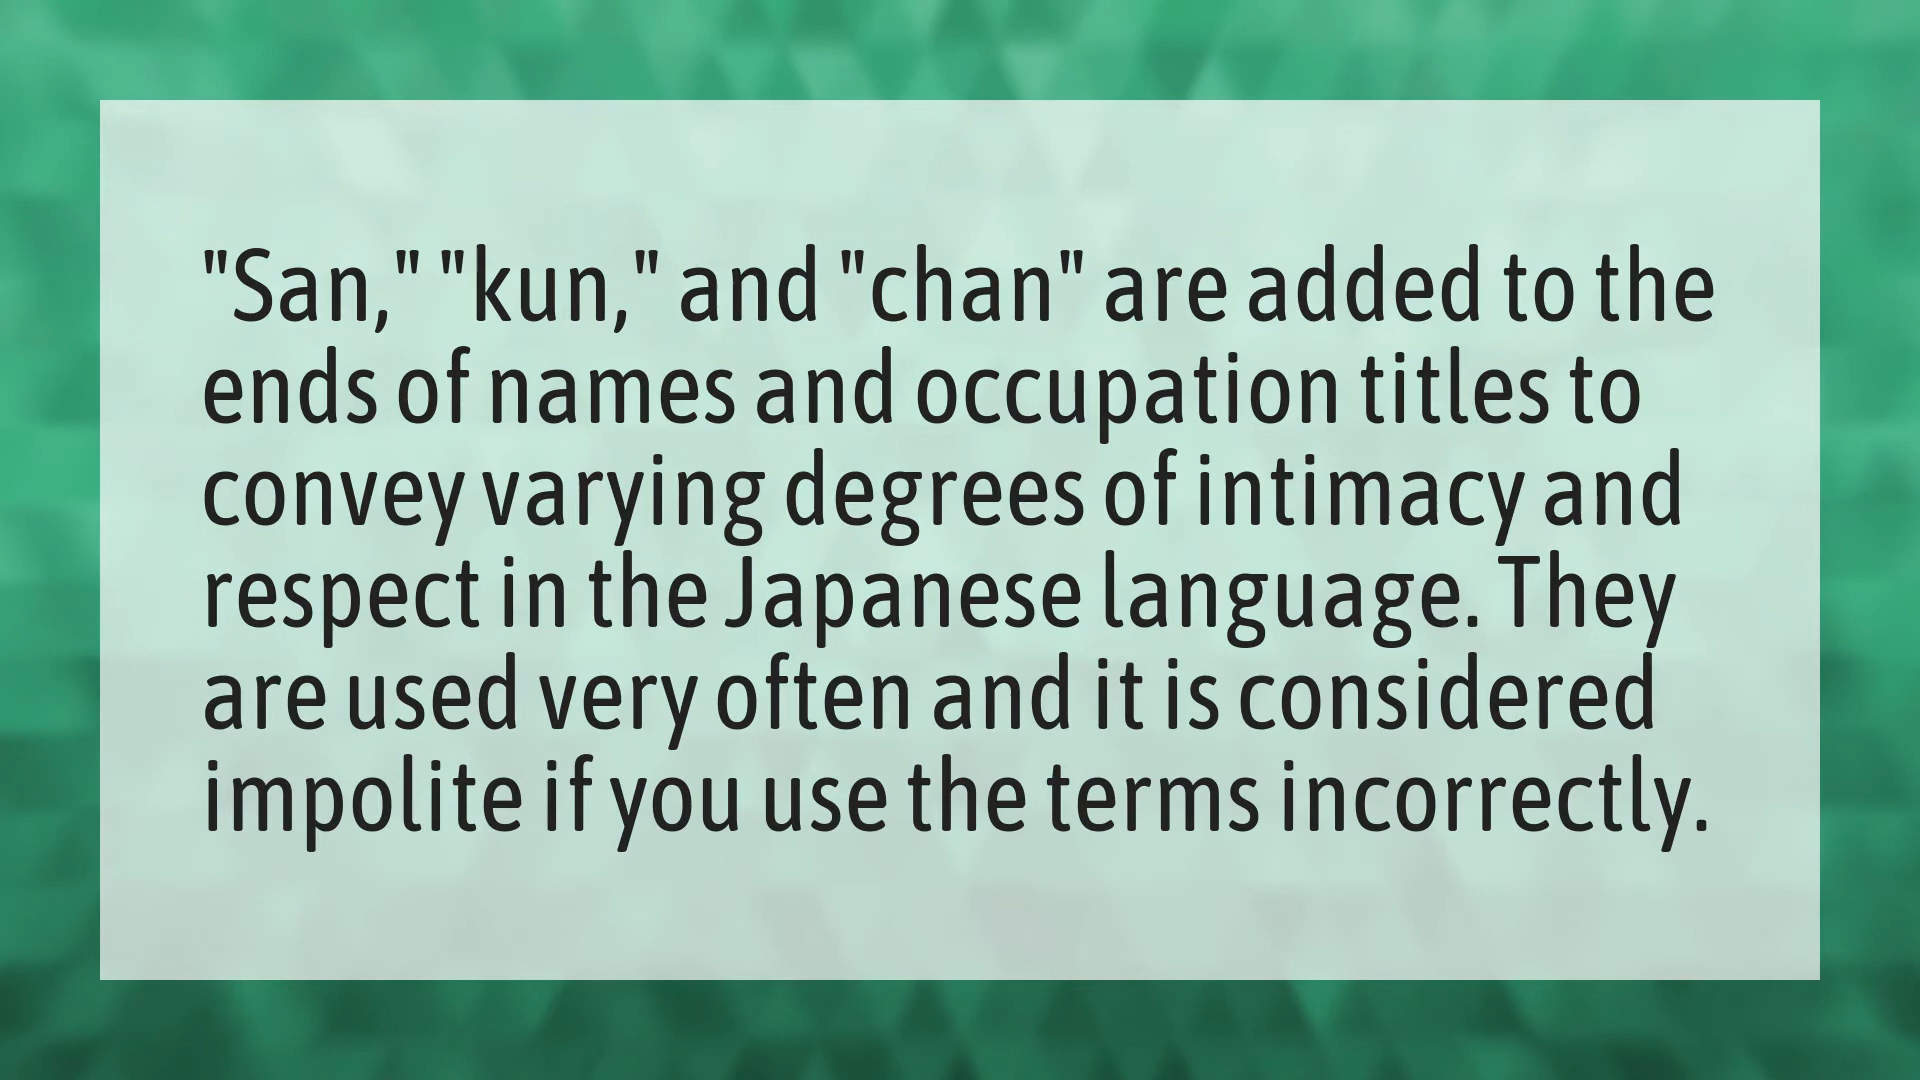 "San," "kun," and "chan" are added to the
ends of names and occupation titles to
convey varying degrees of intimacy and
respect in the Japanese language. They
are used very often and it is considered
impolite if you use the terms incorrectly.